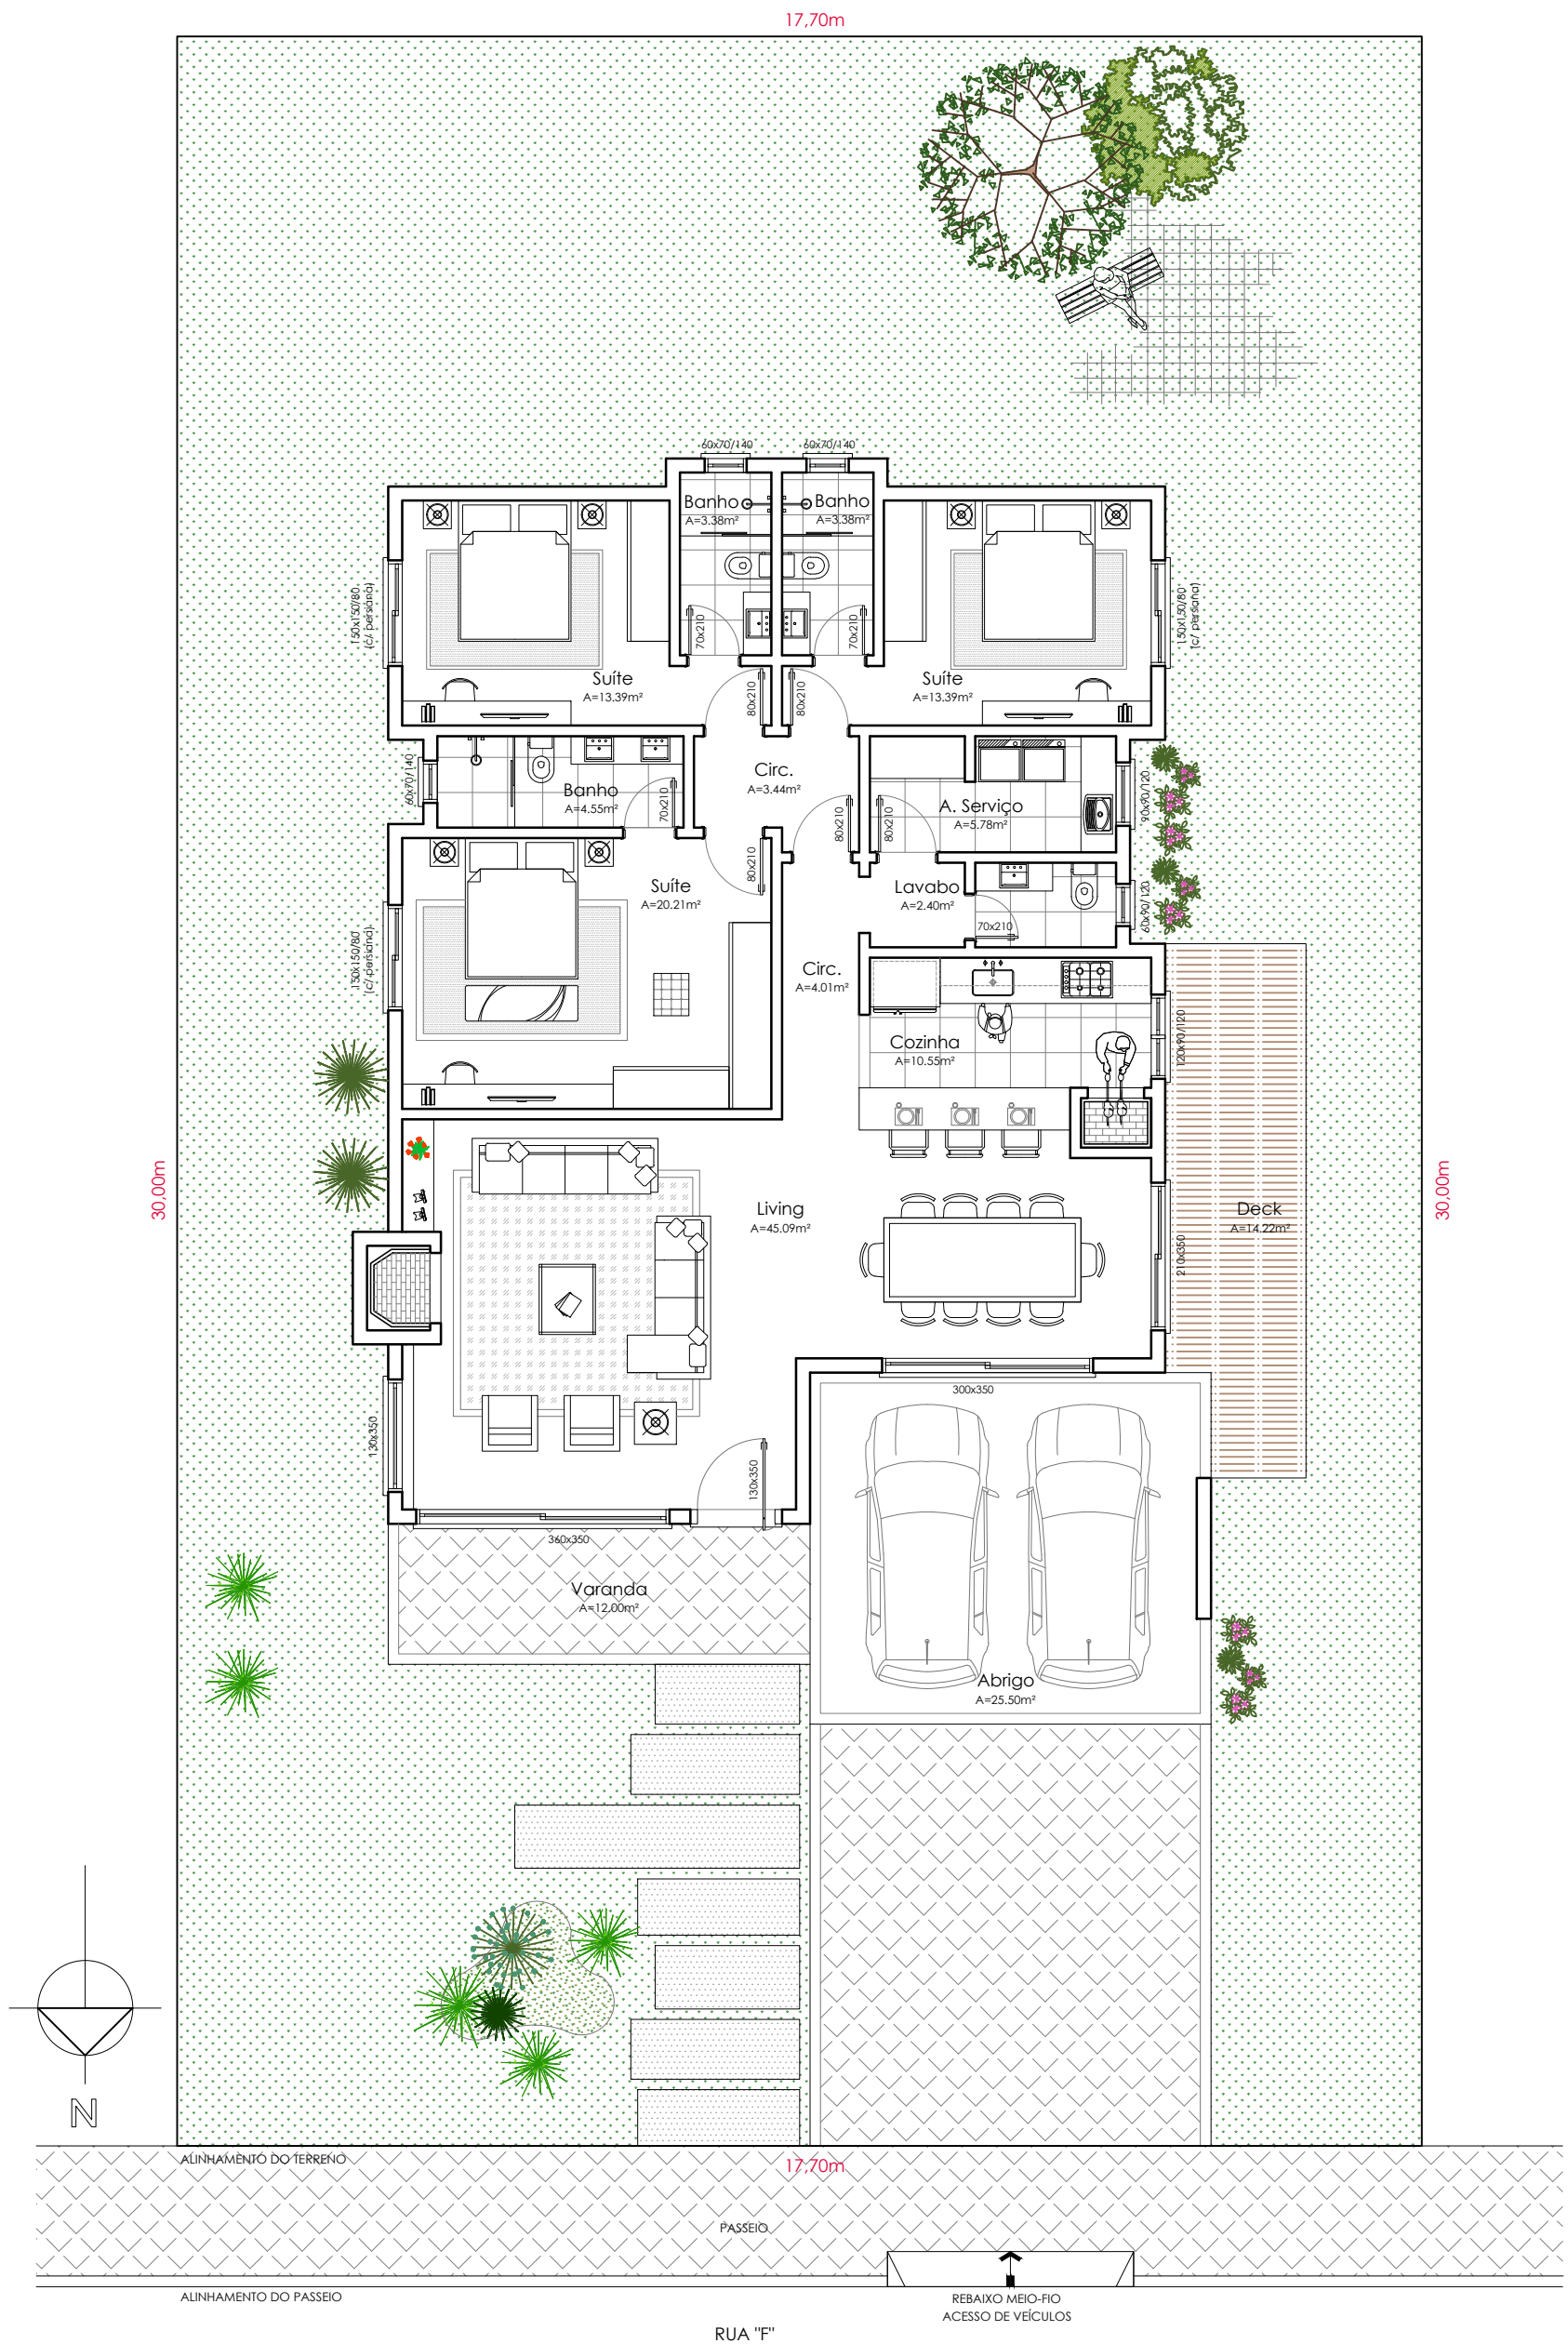 17,70m
60x70/140
60x70/140
Banho
A=3.38m²
Banho
A=3.38m²
150x150/80
(c/ persiana)
70x210
70x210
150x150/80
(c/ persiana)
Suíte
A=13.39m²
80x210
80x210
Suíte
A=13.39m²
60x70/140
Banho
A=4.55m²
70x210
Circ.
A=3.44m²
80x210
80x210
A. Serviço
A=5.78m²
90x90/120
Suíte
A=20.21m²
80x210
Lavabo
A=2.40m²
70x210
60x90/120
150x150/80
(c/ persiana)
Circ.
A=4.01m²
Cozinha
A=10.55m²
120x90/120
30,00m
Living
A=45.09m²
210x350
Deck
A=14.22m²
30,00m
130x350
300x350
130x350
360x350
Varanda
A=12.00m²
Abrigo
A=25.50m²
N
ALINHAMENTO DO TERRENO
17,70m
PASSEIO
ALINHAMENTO DO PASSEIO
REBAIXO MEIO-FIO
ACESSO DE VEÍCULOS
RUA "F"